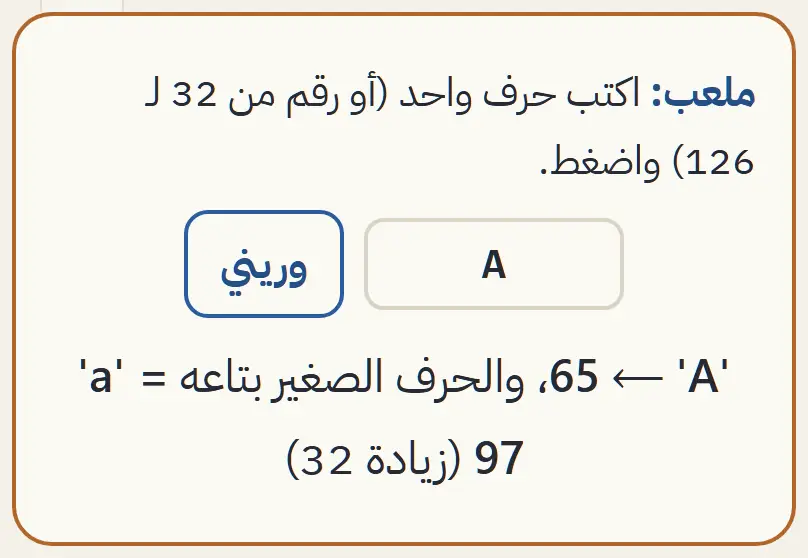 ملعب: اكتب حرف واحد (أو رقم من 32 لـ
126) واضغط.
A
وريني
'A' ⟵ 65، والحرف الصغير بتاعه = 'a'
97 (زيادة 32)